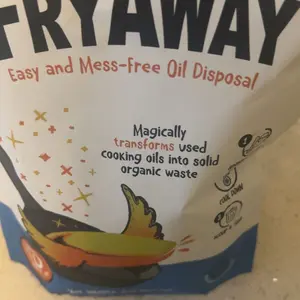 FRYAWAY
Easy and Mess-Free Oil Disposal
Magically
transforms used
cooking oils into solid
organic waste